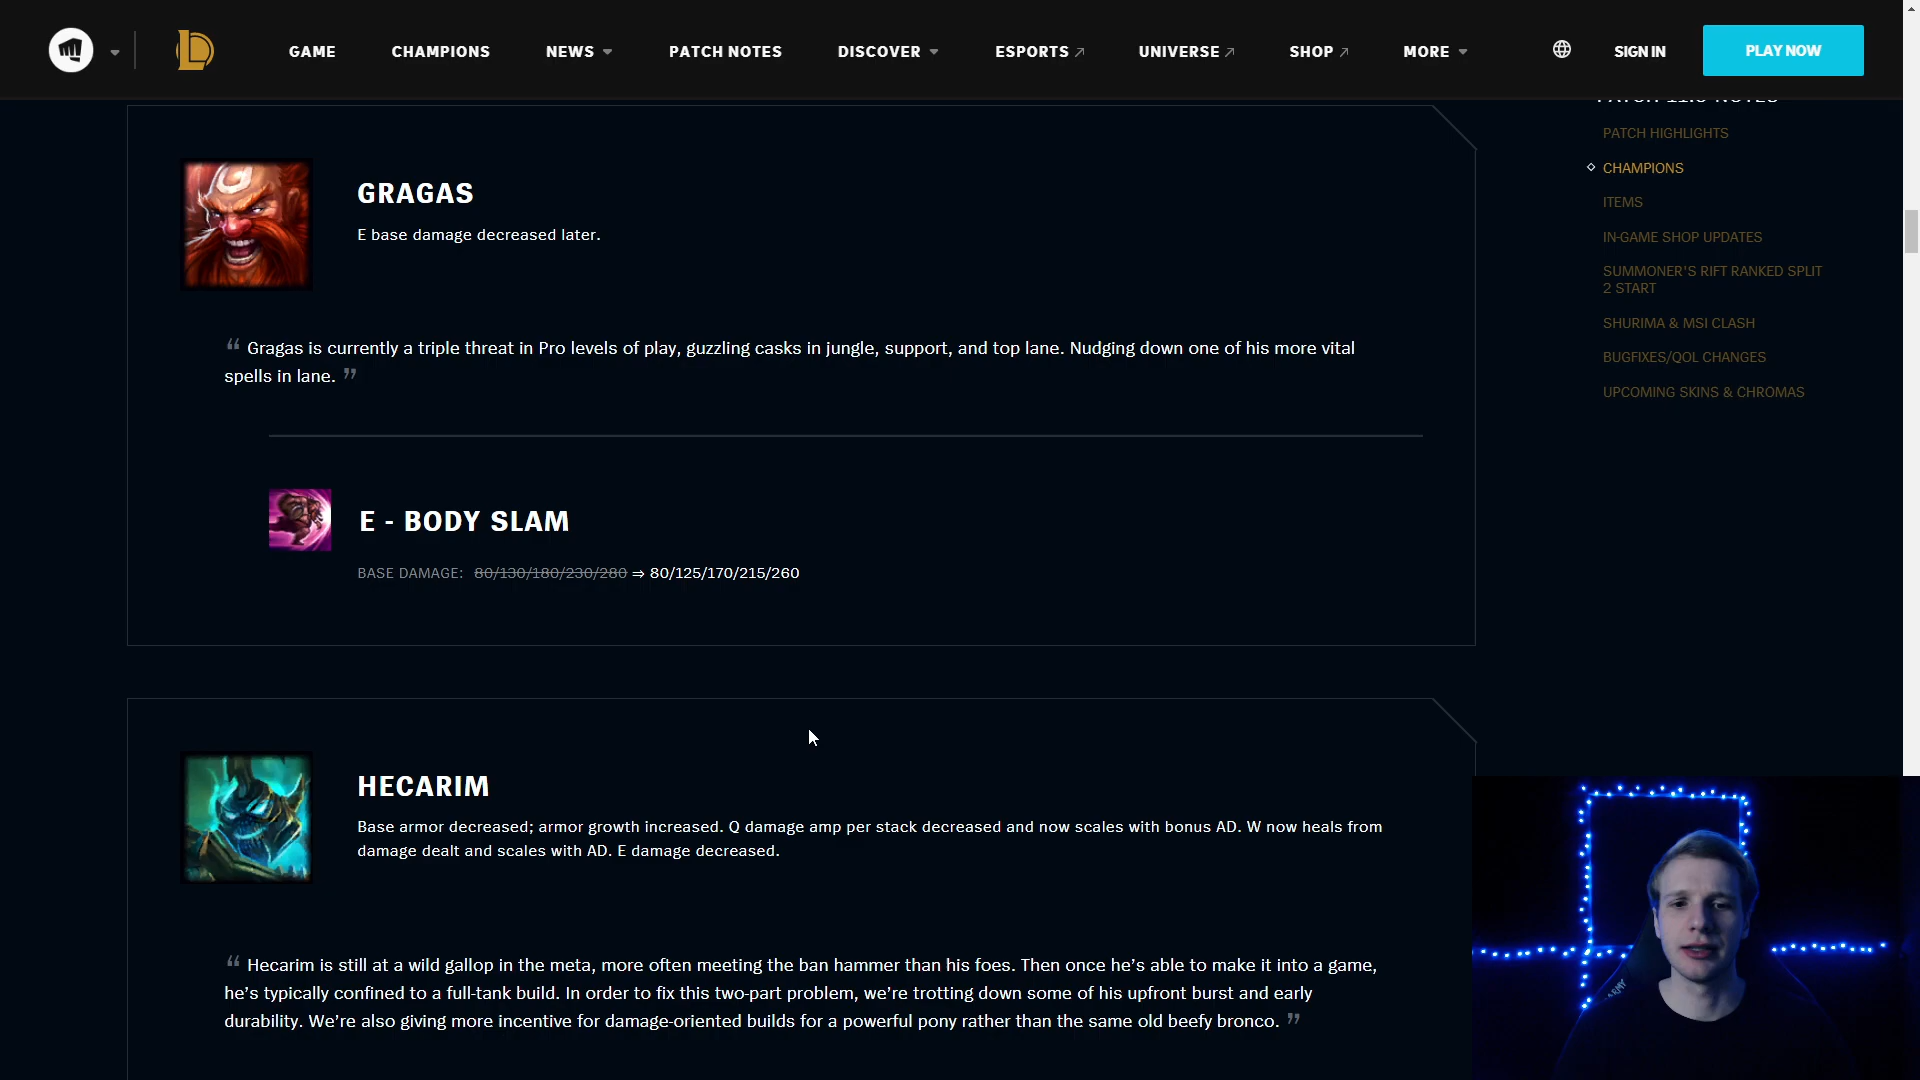 GAME
CHAMPIONS
NEWS
PATCH NOTES
DISCOVER
ESPORTS
UNIVERSE
SHOP
MORE
SIGN IN
PLAY NOW
GRAGAS
E base damage decreased later.
“ Gragas is currently a triple threat in Pro levels of play, guzzling casks in jungle, support, and top lane. Nudging down one of his more vital
spells in lane. ”
E - BODY SLAM
BASE DAMAGE: 80/130/180/230/280 ⇒ 80/125/170/215/260
HECARIM
Base armor decreased; armor growth increased. Q damage amp per stack decreased and now scales with bonus AD. W now heals from
damage dealt and scales with AD. E damage decreased.
“ Hecarim is still at a wild gallop in the meta, more often meeting the ban hammer than his foes. Then once he’s able to make it into a game,
he’s typically confined to a full-tank build. In order to fix this two-part problem, we’re trotting down some of his upfront burst and early
durability. We’re also giving more incentive for damage-oriented builds for a powerful pony rather than the same old beefy bronco. ”
PATCH HIGHLIGHTS
CHAMPIONS
ITEMS
IN-GAME SHOP UPDATES
SUMMONER'S RIFT RANKED SPLIT
2 START
SHURIMA & MSI CLASH
BUGFIXES/QOL CHANGES
UPCOMING SKINS & CHROMAS